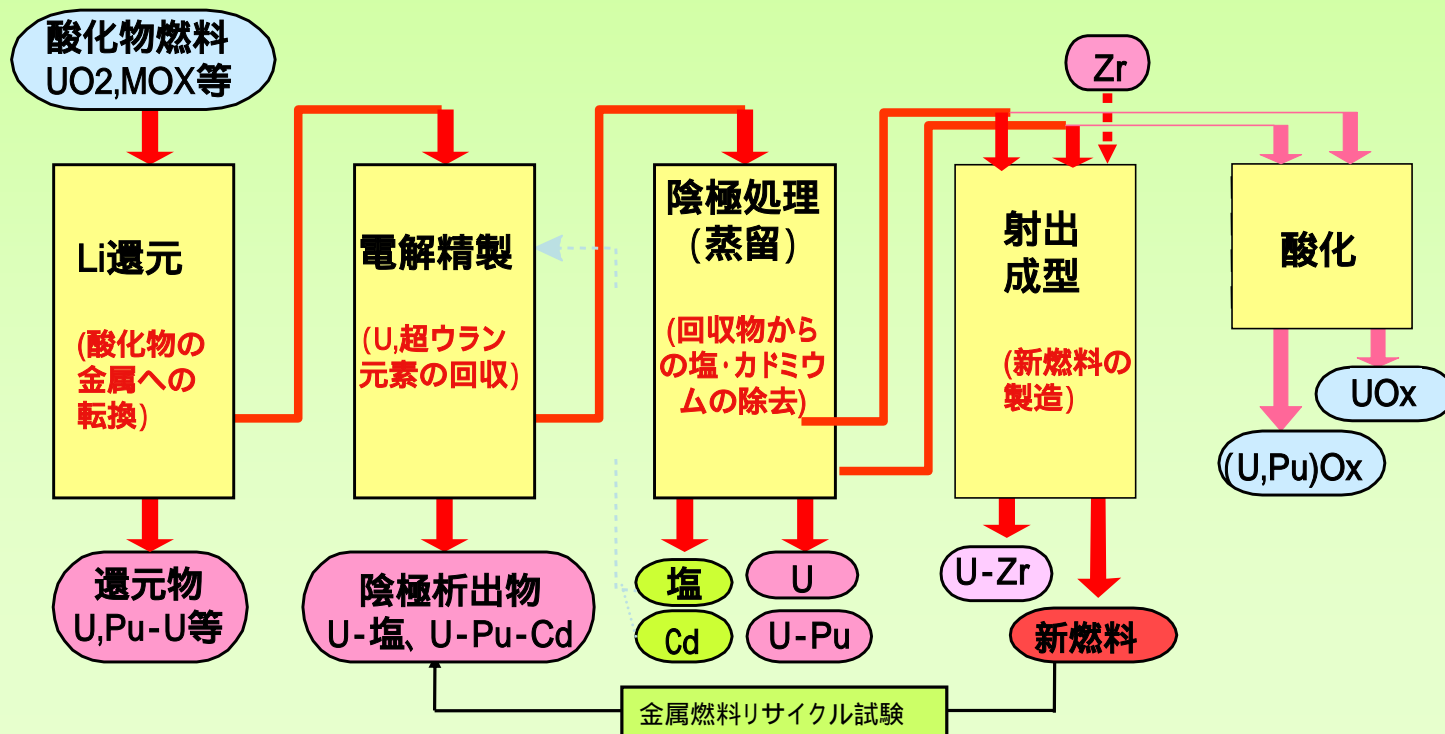 酸化物燃料
UO2,MOX等
Zr
Li還元
(酸化物の
金属への
転換)
電解精製
(U,超ウラン
元素の回収)
陰極処理
(蒸留)
(回収物から
の塩・カドミウ
ムの除去)
射出
成型
(新燃料の
製造)
酸化
UOx
(U,Pu)Ox
還元物
U,Pu-U等
陰極析出物
U-塩、U-Pu-Cd
塩
Cd
U
U-Pu
U-Zr
新燃料
金属燃料リサイクル試験